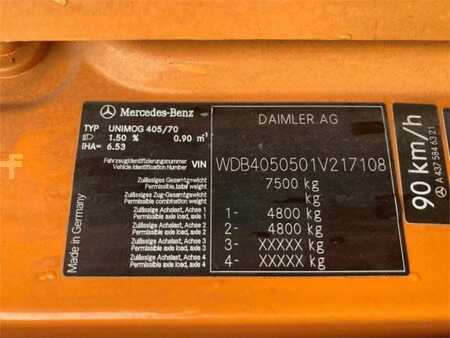 Mercedes-Benz
DAIMLER AG
TYP UNIMOG 405/70
1.50 % 0.90 m⁻¹
IHA= 6.53
Fahrzeugidentifizierungsnummer
Vehicle identification number VIN WDB4050501V217108
Zulässiges Gesamtgewicht
Permissible total weight 7500 kg
Zulässiges Zug-Gesamtgewicht
Permissible combination weight kg
Zulässige Achslast, Achse 1
Permissible axle load, axle 1 1- 4800 kg
Zulässige Achslast, Achse 2
Permissible axle load, axle 2 2- 4800 kg
Zulässige Achslast, Achse 3
Permissible axle load, axle 3 3- XXXXX kg
Zulässige Achslast, Achse 4
Permissible axle load, axle 4 4- XXXXX kg
Made in Germany
90 km/h
A 437 584 63 21